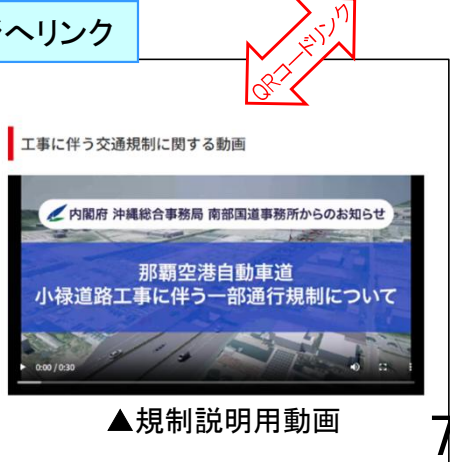 へリンク
QRコードリンク
工事に伴う交通規制に関する動画
内閣府 沖縄総合事務局 南部国道事務所からのお知らせ
那覇空港自動車道
小禄道路工事に伴う一部通行規制について
0:00 / 0:30
▲規制説明用動画
7